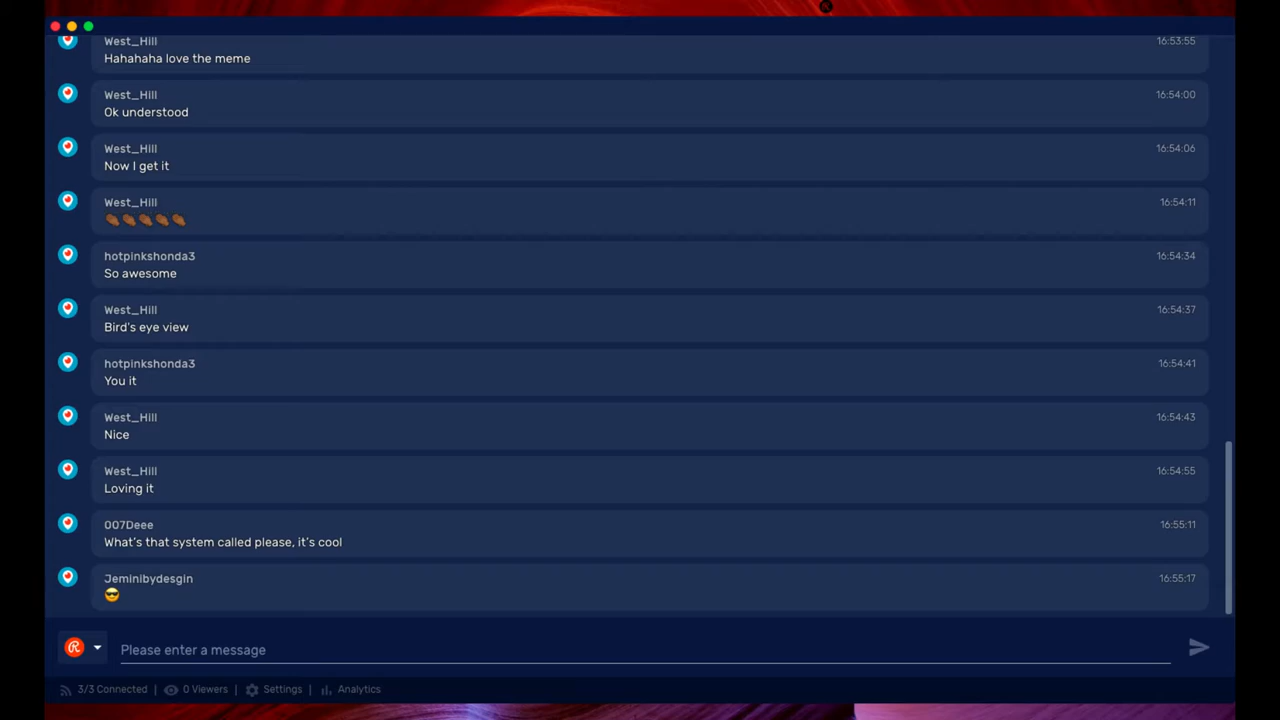 West_Hill 16:53:55
Hahahaha love the meme
West_Hill 16:54:00
Ok understood
West_Hill 16:54:06
Now I get it
West_Hill 16:54:11
👏🏾👏🏾👏🏾👏🏾👏🏾
hotpinkshonda3 16:54:34
So awesome
West_Hill 16:54:37
Bird's eye view
hotpinkshonda3 16:54:41
You it
West_Hill 16:54:43
Nice
West_Hill 16:54:55
Loving it
007Deee 16:55:11
What's that system called please, it's cool
Jeminibydesgin 16:55:17
😎
Please enter a message
3/3 Connected | 0 Viewers | Settings | Analytics